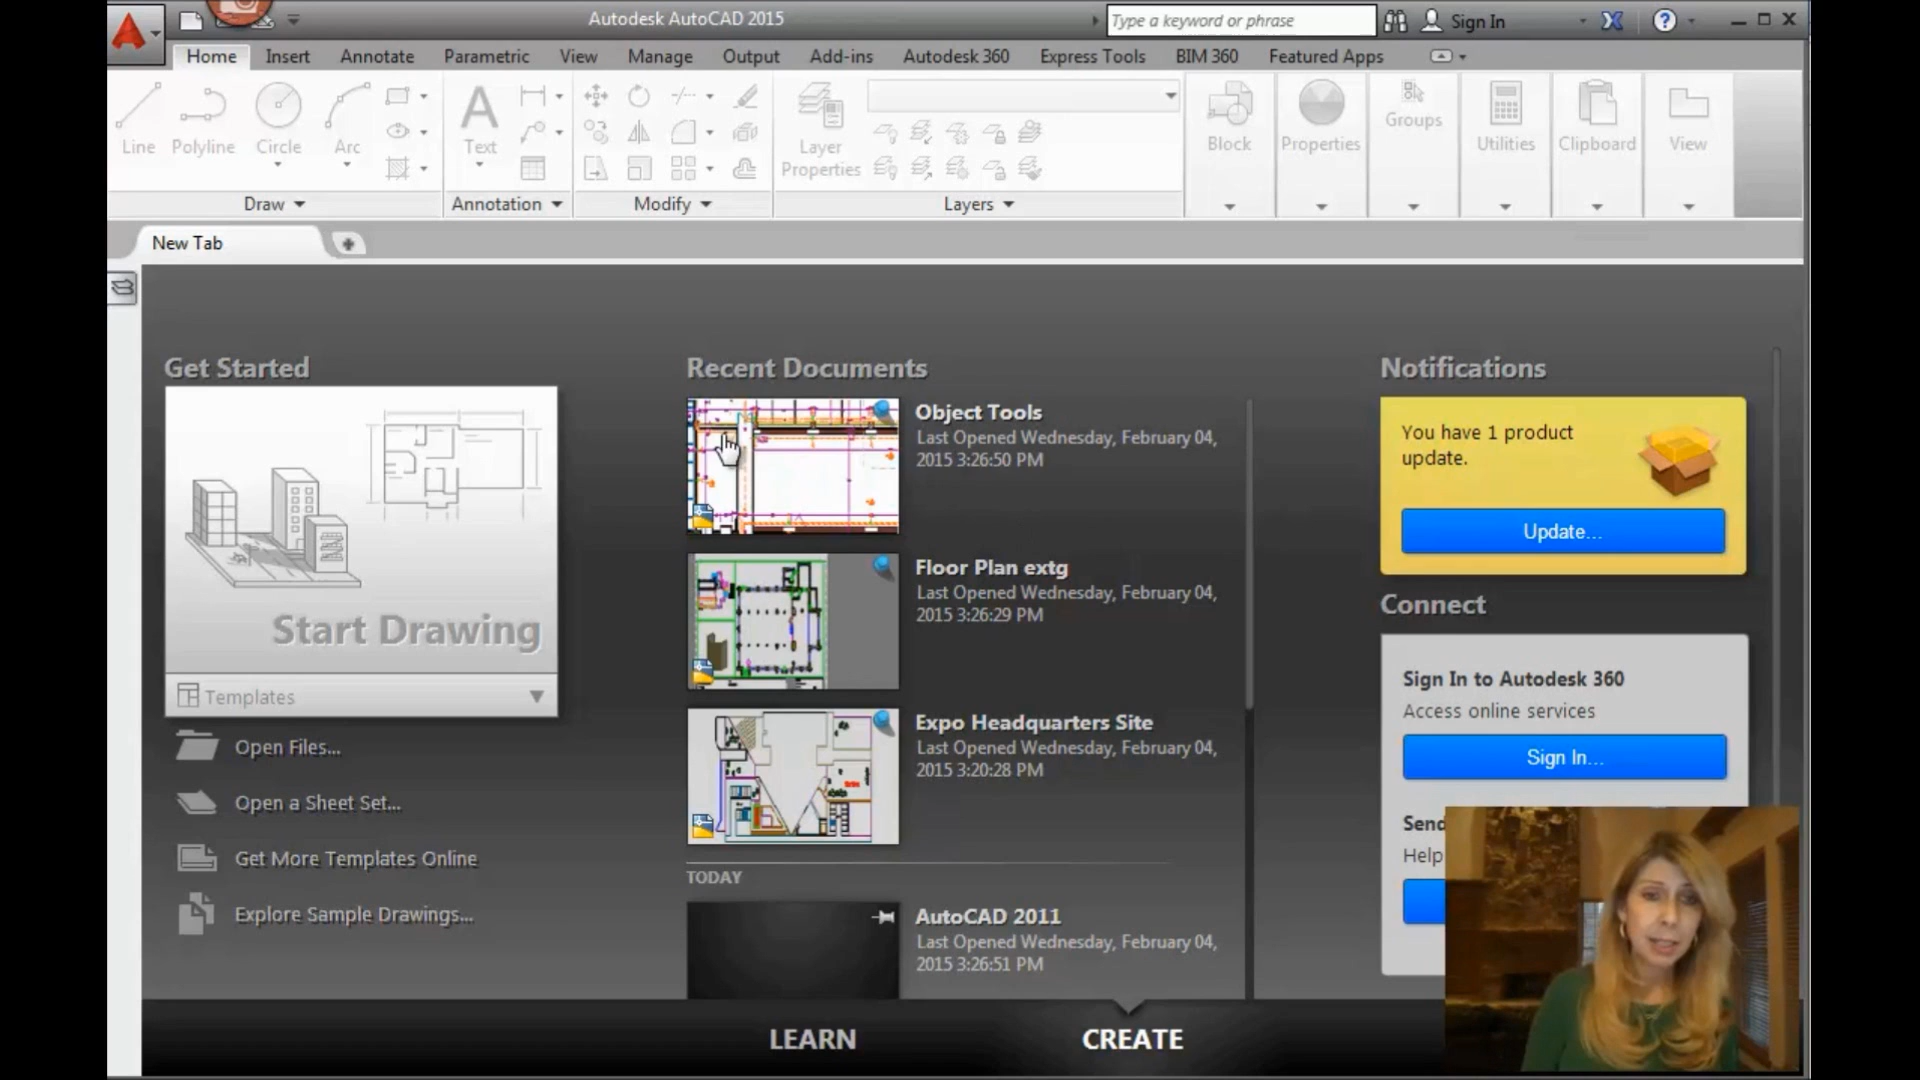 Autodesk AutoCAD 2015
Type a keyword or phrase
Sign In
Home Insert Annotate Parametric View Manage Output Add-ins Autodesk 360 Express Tools BIM 360 Featured Apps
Line Polyline Circle Arc
Text
Layer Properties
Block
Properties
Groups
Utilities
Clipboard
View
Draw
Annotation
Modify
Layers
New Tab
Get Started
Start Drawing
Templates
Open Files...
Open a Sheet Set...
Get More Templates Online
Explore Sample Drawings...
Recent Documents
Object Tools
Last Opened Wednesday, February 04,
2015 3:26:50 PM
Floor Plan extg
Last Opened Wednesday, February 04,
2015 3:26:29 PM
Expo Headquarters Site
Last Opened Wednesday, February 04,
2015 3:20:28 PM
TODAY
AutoCAD 2011
Last Opened Wednesday, February 04,
2015 3:26:51 PM
Notifications
You have 1 product
update.
Update...
Connect
Sign In to Autodesk 360
Access online services
Sign In...
Send
Help
LEARN
CREATE